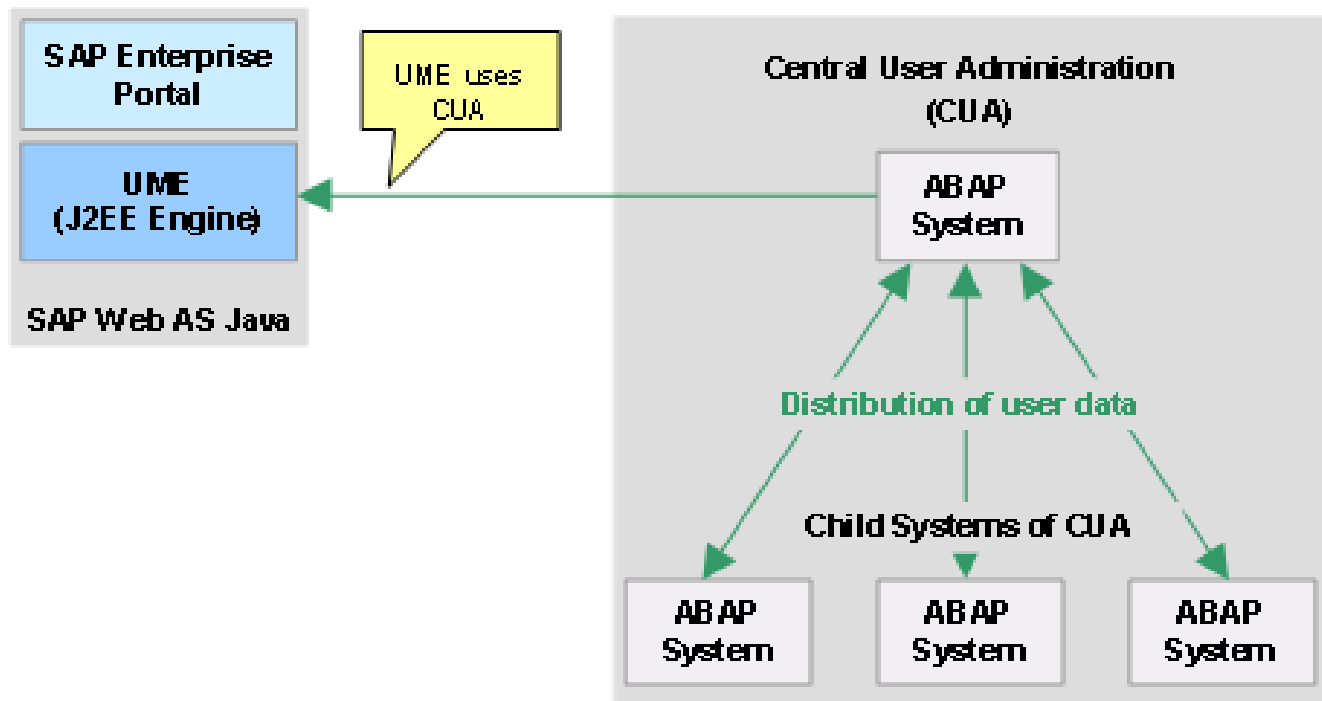 SAP Enterprise
Portal
UME
(J2EE Engine)
SAP Web AS Java
UME uses
CUA
Central User Administration
(CUA)
ABAP
System
Distribution of user data
Child Systems of CUA
ABAP
System
ABAP
System
ABAP
System